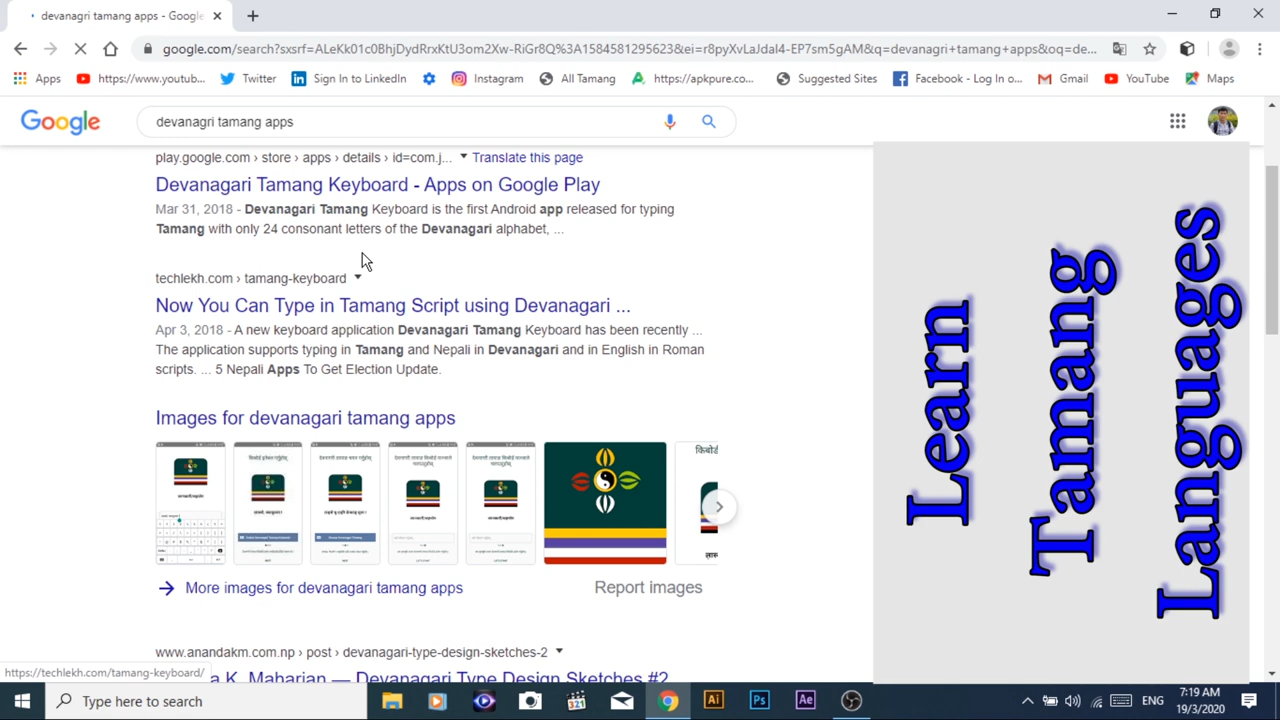 devanagri tamang apps - Google
google.com/search?sxsrf=ALeKk01c0BhjDydRrxKtU3om2Xw-RiGr8Q%3A1584581295623&ei=r8pyXvLaJdal4-EP7sm5gAM&q=devanagri+tamang+apps&oq=de...
Apps https://www.youtub... Twitter Sign In to LinkedIn Instagram All Tamang https://apkpure.co... Suggested Sites Facebook - Log In o... Gmail YouTube Maps
Google devanagri tamang apps
play.google.com › store › apps › details › id=com.j... Translate this page
Devanagari Tamang Keyboard - Apps on Google Play
Mar 31, 2018 - Devanagari Tamang Keyboard is the first Android app released for typing
Tamang with only 24 consonant letters of the Devanagari alphabet, ...
techlekh.com › tamang-keyboard
Now You Can Type in Tamang Script using Devanagari ...
Apr 3, 2018 - A new keyboard application Devanagari Tamang Keyboard has been recently ...
The application supports typing in Tamang and Nepali in Devanagari and in English in Roman
scripts. ... 5 Nepali Apps To Get Election Update.
Images for devanagari tamang apps
More images for devanagari tamang apps Report images
www.anandakm.com.np › post › devanagari-type-design-sketches-2
a K. Maharjan — Devanagari Type Design Sketches #2
https://techlekh.com/tamang-keyboard/
Learn
Tamang
Languages
Type here to search
ENG
7:19 AM
19/3/2020